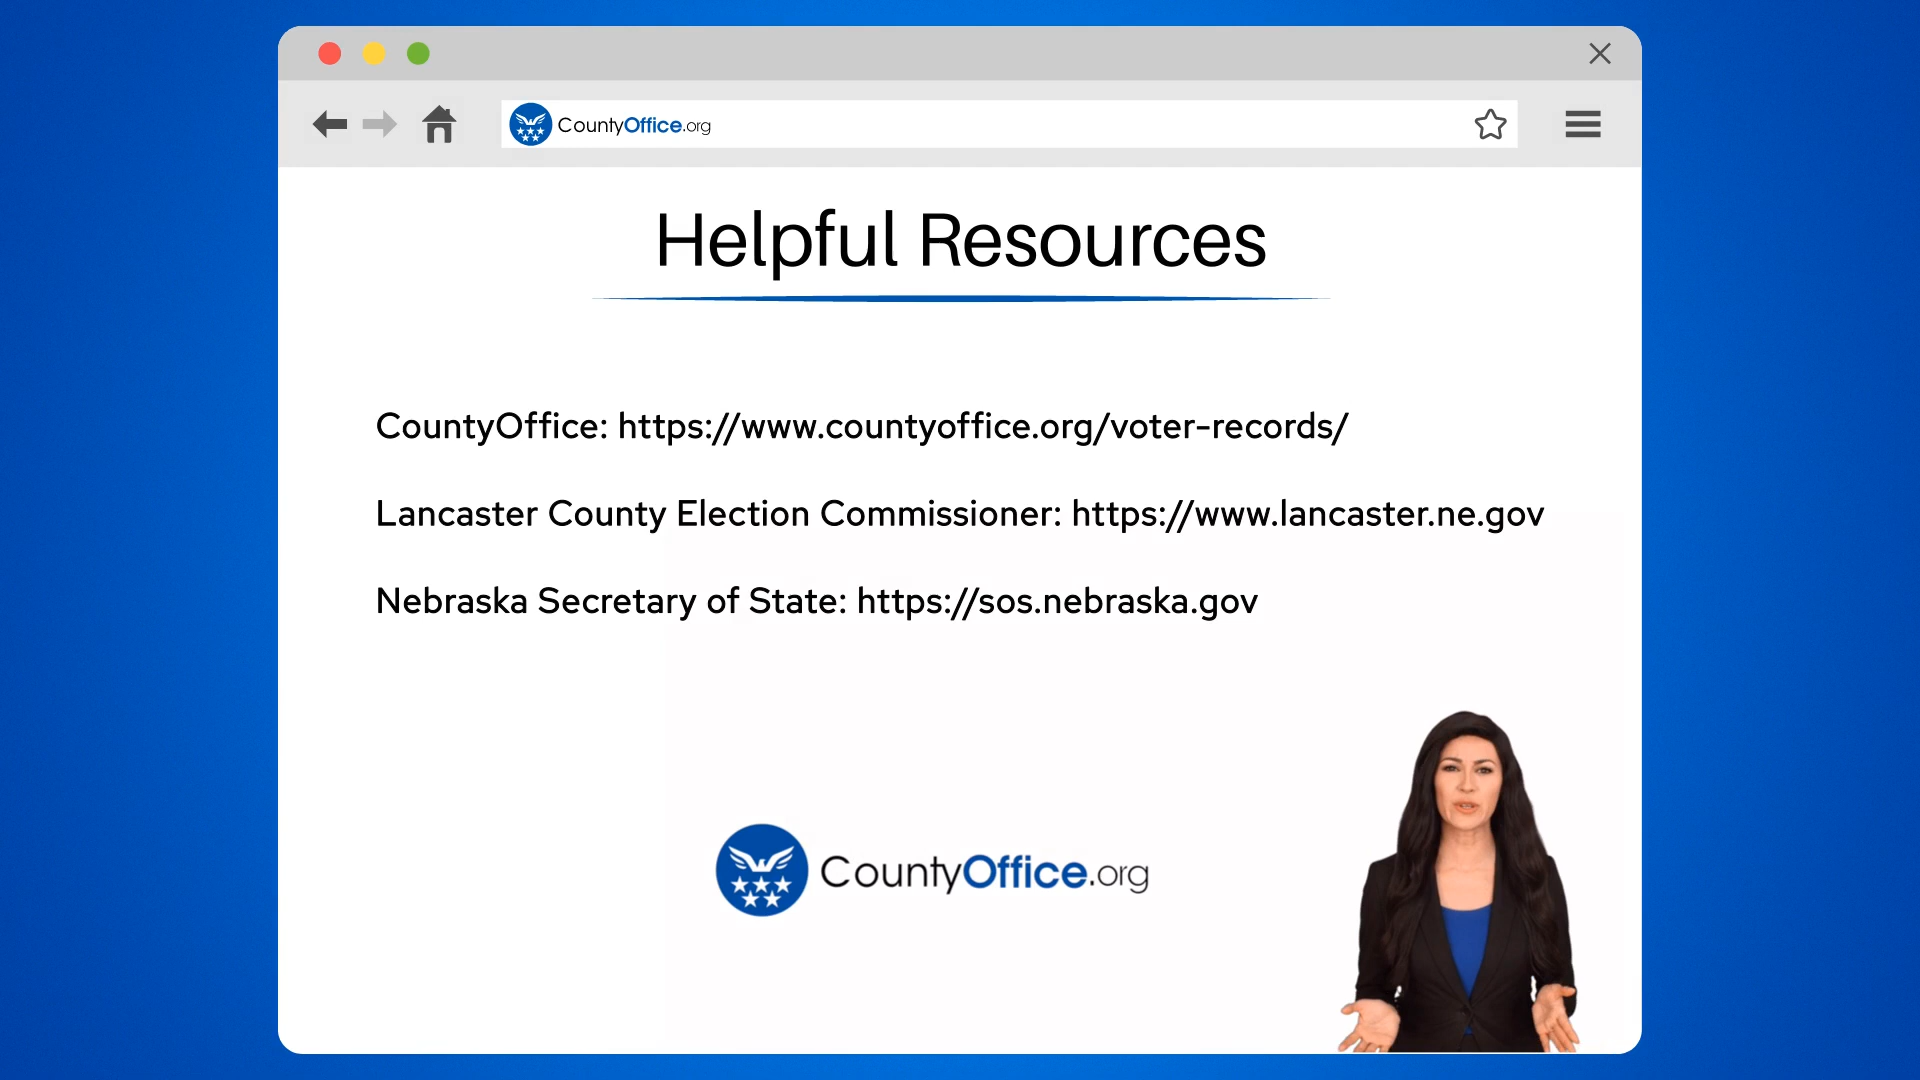 CountyOffice.org
Helpful Resources
CountyOffice: https://www.countyoffice.org/voter-records/
Lancaster County Election Commissioner: https://www.lancaster.ne.gov
Nebraska Secretary of State: https://sos.nebraska.gov
CountyOffice.org